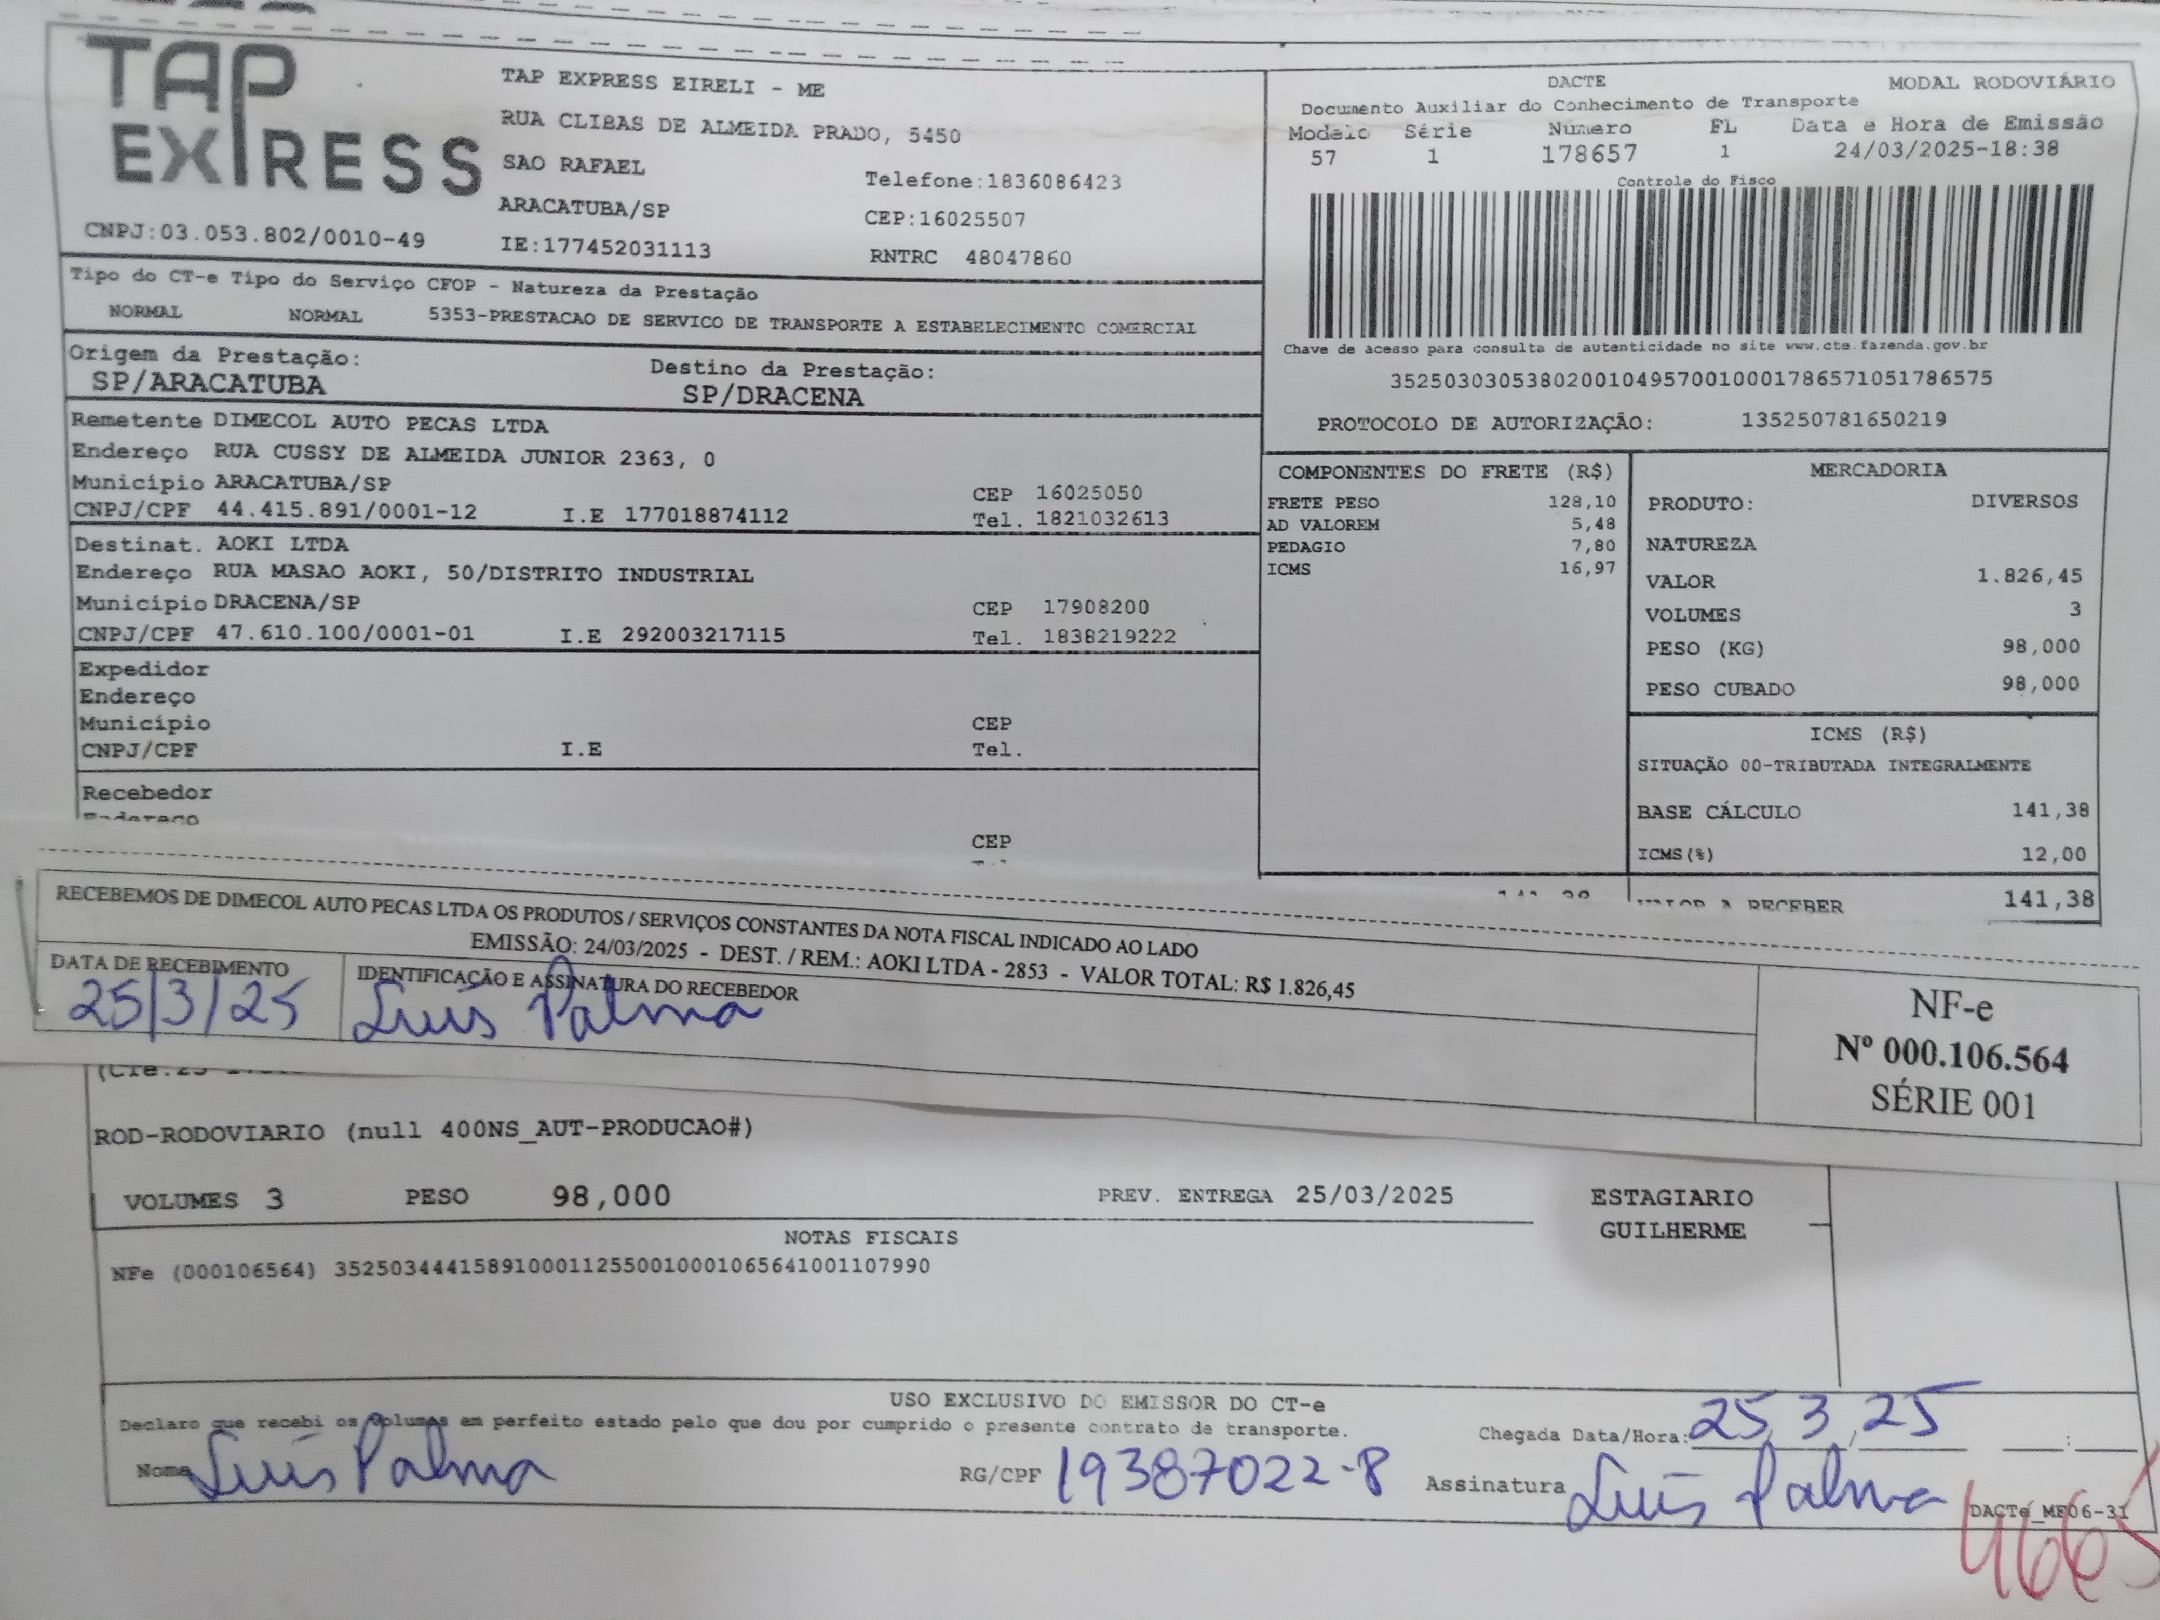 TAP
EXPRESS
CNPJ:03.053.802/0010-49
TAP EXPRESS EIRELI - ME
RUA CLIBAS DE ALMEIDA PRADO, 5450
SAO RAFAEL
Telefone:1836086423
ARACATUBA/SP
CEP:16025507
IE:177452031113
RNTRC 48047860
DACTE
MODAL RODOVIÁRIO
Documento Auxiliar do Conhecimento de Transporte
Modelo Série Número FL Data e Hora de Emissão
57 1 178657 1 24/03/2025-18:38
Controle do Fisco
Chave de acesso para consulta de autenticidade no site www.cte.fazenda.gov.br
35250303053802001049570010001786571051786575
PROTOCOLO DE AUTORIZAÇÃO: 135250781650219
Tipo do CT-e Tipo do Serviço CFOP - Natureza da Prestação
NORMAL NORMAL 5353-PRESTACAO DE SERVICO DE TRANSPORTE A ESTABELECIMENTO COMERCIAL
Origem da Prestação: Destino da Prestação:
SP/ARACATUBA SP/DRACENA
Remetente DIMECOL AUTO PECAS LTDA
Endereço RUA CUSSY DE ALMEIDA JUNIOR 2363, 0
Município ARACATUBA/SP CEP 16025050
CNPJ/CPF 44.415.891/0001-12 I.E 177018874112 Tel. 1821032613
Destinat. AOKI LTDA
Endereço RUA MASAO AOKI, 50/DISTRITO INDUSTRIAL
Município DRACENA/SP CEP 17908200
CNPJ/CPF 47.610.100/0001-01 I.E 292003217115 Tel. 1838219222
Expedidor
Endereço
Município CEP
CNPJ/CPF I.E Tel.
Recebedor
Endereço
CEP
COMPONENTES DO FRETE (R$)
FRETE PESO 128,10
AD VALOREM 5,48
PEDAGIO 7,80
ICMS 16,97
141,38
MERCADORIA
PRODUTO: DIVERSOS
NATUREZA
VALOR 1.826,45
VOLUMES 3
PESO (KG) 98,000
PESO CUBADO 98,000
ICMS (R$)
SITUAÇÃO 00-TRIBUTADA INTEGRALMENTE
BASE CÁLCULO 141,38
ICMS(%) 12,00
VALOR A RECEBER 141,38
RECEBEMOS DE DIMECOL AUTO PECAS LTDA OS PRODUTOS / SERVIÇOS CONSTANTES DA NOTA FISCAL INDICADO AO LADO
EMISSÃO: 24/03/2025 - DEST. / REM.: AOKI LTDA - 2853 - VALOR TOTAL: R$ 1.826,45
DATA DE RECEBIMENTO
25/3/25
IDENTIFICAÇÃO E ASSINATURA DO RECEBEDOR
Luís Palma
NF-e
Nº 000.106.564
SÉRIE 001
ROD-RODOVIARIO (null 400NS_AUT-PRODUCAO#)
VOLUMES 3 PESO 98,000 PREV. ENTREGA 25/03/2025
ESTAGIARIO
GUILHERME
NOTAS FISCAIS
NFe (000106564) 35250344415891000112550010001065641001107990
USO EXCLUSIVO DO EMISSOR DO CT-e
Declaro que recebi os volumes em perfeito estado pelo que dou por cumprido o presente contrato de transporte.
Chegada Data/Hora: 25/3/25 __:__
Nome Luís Palma RG/CPF 19387022-8 Assinatura Luís Palma
DACTe_MF06-31